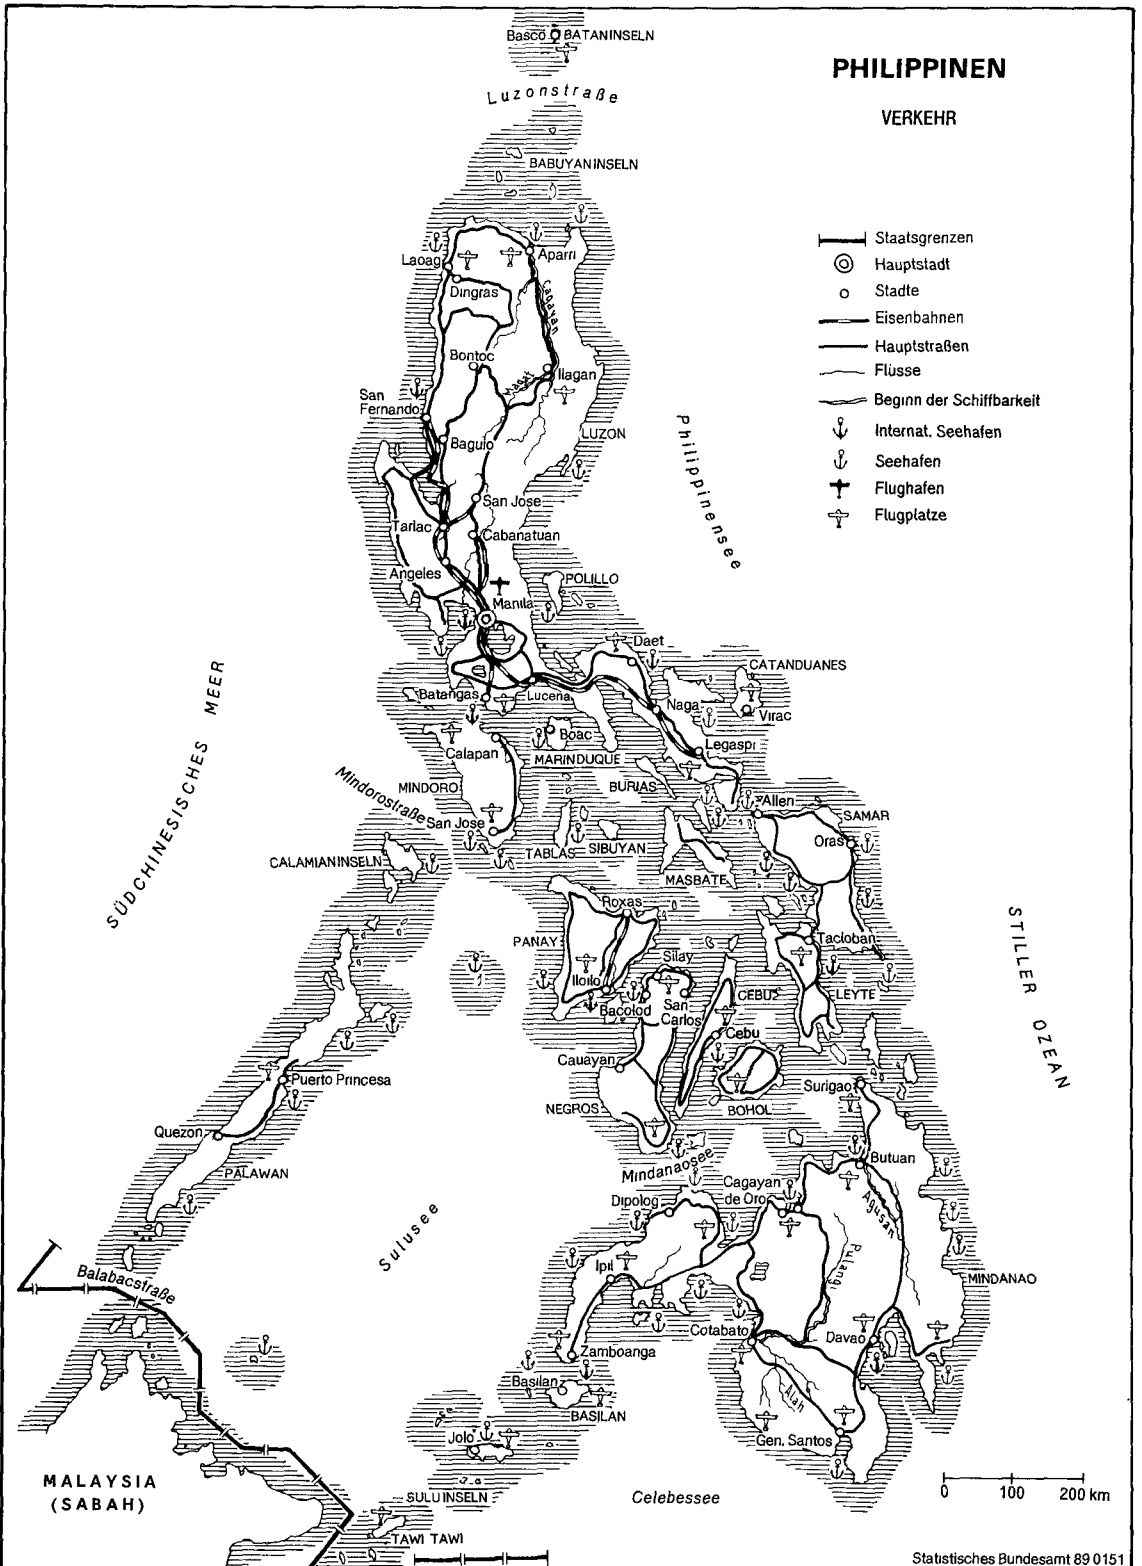 Basco
BATANINSELN
PHILIPPINEN
Luzonstraße
VERKEHR
BABUYANINSELN
Staatsgrenzen
Hauptstadt
Stadte
Eisenbahnen
Hauptstraßen
Flüsse
Beginn der Schiffbarkeit
Internat. Seehafen
Seehafen
Flughafen
Flugplatze
Laoag
Aparri
Dingras
Cagayan
Bontoc
Magat
Ilagan
San
Fernando
Baguio
LUZON
Philippinensee
San Jose
Tarlac
Cabanatuan
Angeles
POLILLO
Manila
Daet
CATANDUANES
Batangas
Lucena
Naga
Virac
SÜDCHINESISCHES MEER
Boac
Legaspi
Calapan
MARINDUQUE
MINDORO
BURIAS
Mindorostraße
San Jose
Allen
SAMAR
Oras
TABLAS
SIBUYAN
CALAMIANINSELN
MASBATE
Roxas
PANAY
Tacloban
STILLER OZEAN
Silay
Iloilo
Bacolod
San
Carlos
CEBU
LEYTE
Cebu
Cauayan
Puerto Princesa
Surigao
NEGROS
BOHOL
Quezon
Mindanaosee
Butuan
PALAWAN
Cagayan
de Oro
Dipolog
Agusan
Sulusee
Pulangi
Ipil
MINDANAO
Balabacstraße
Cotabato
Davao
Zamboanga
Basilan
BASILAN
Alah
Jolo
Gen. Santos
MALAYSIA
(SABAH)
SULUINSELN
Celebessee
0 100 200 km
TAWI TAWI
Statistisches Bundesamt 89 0151